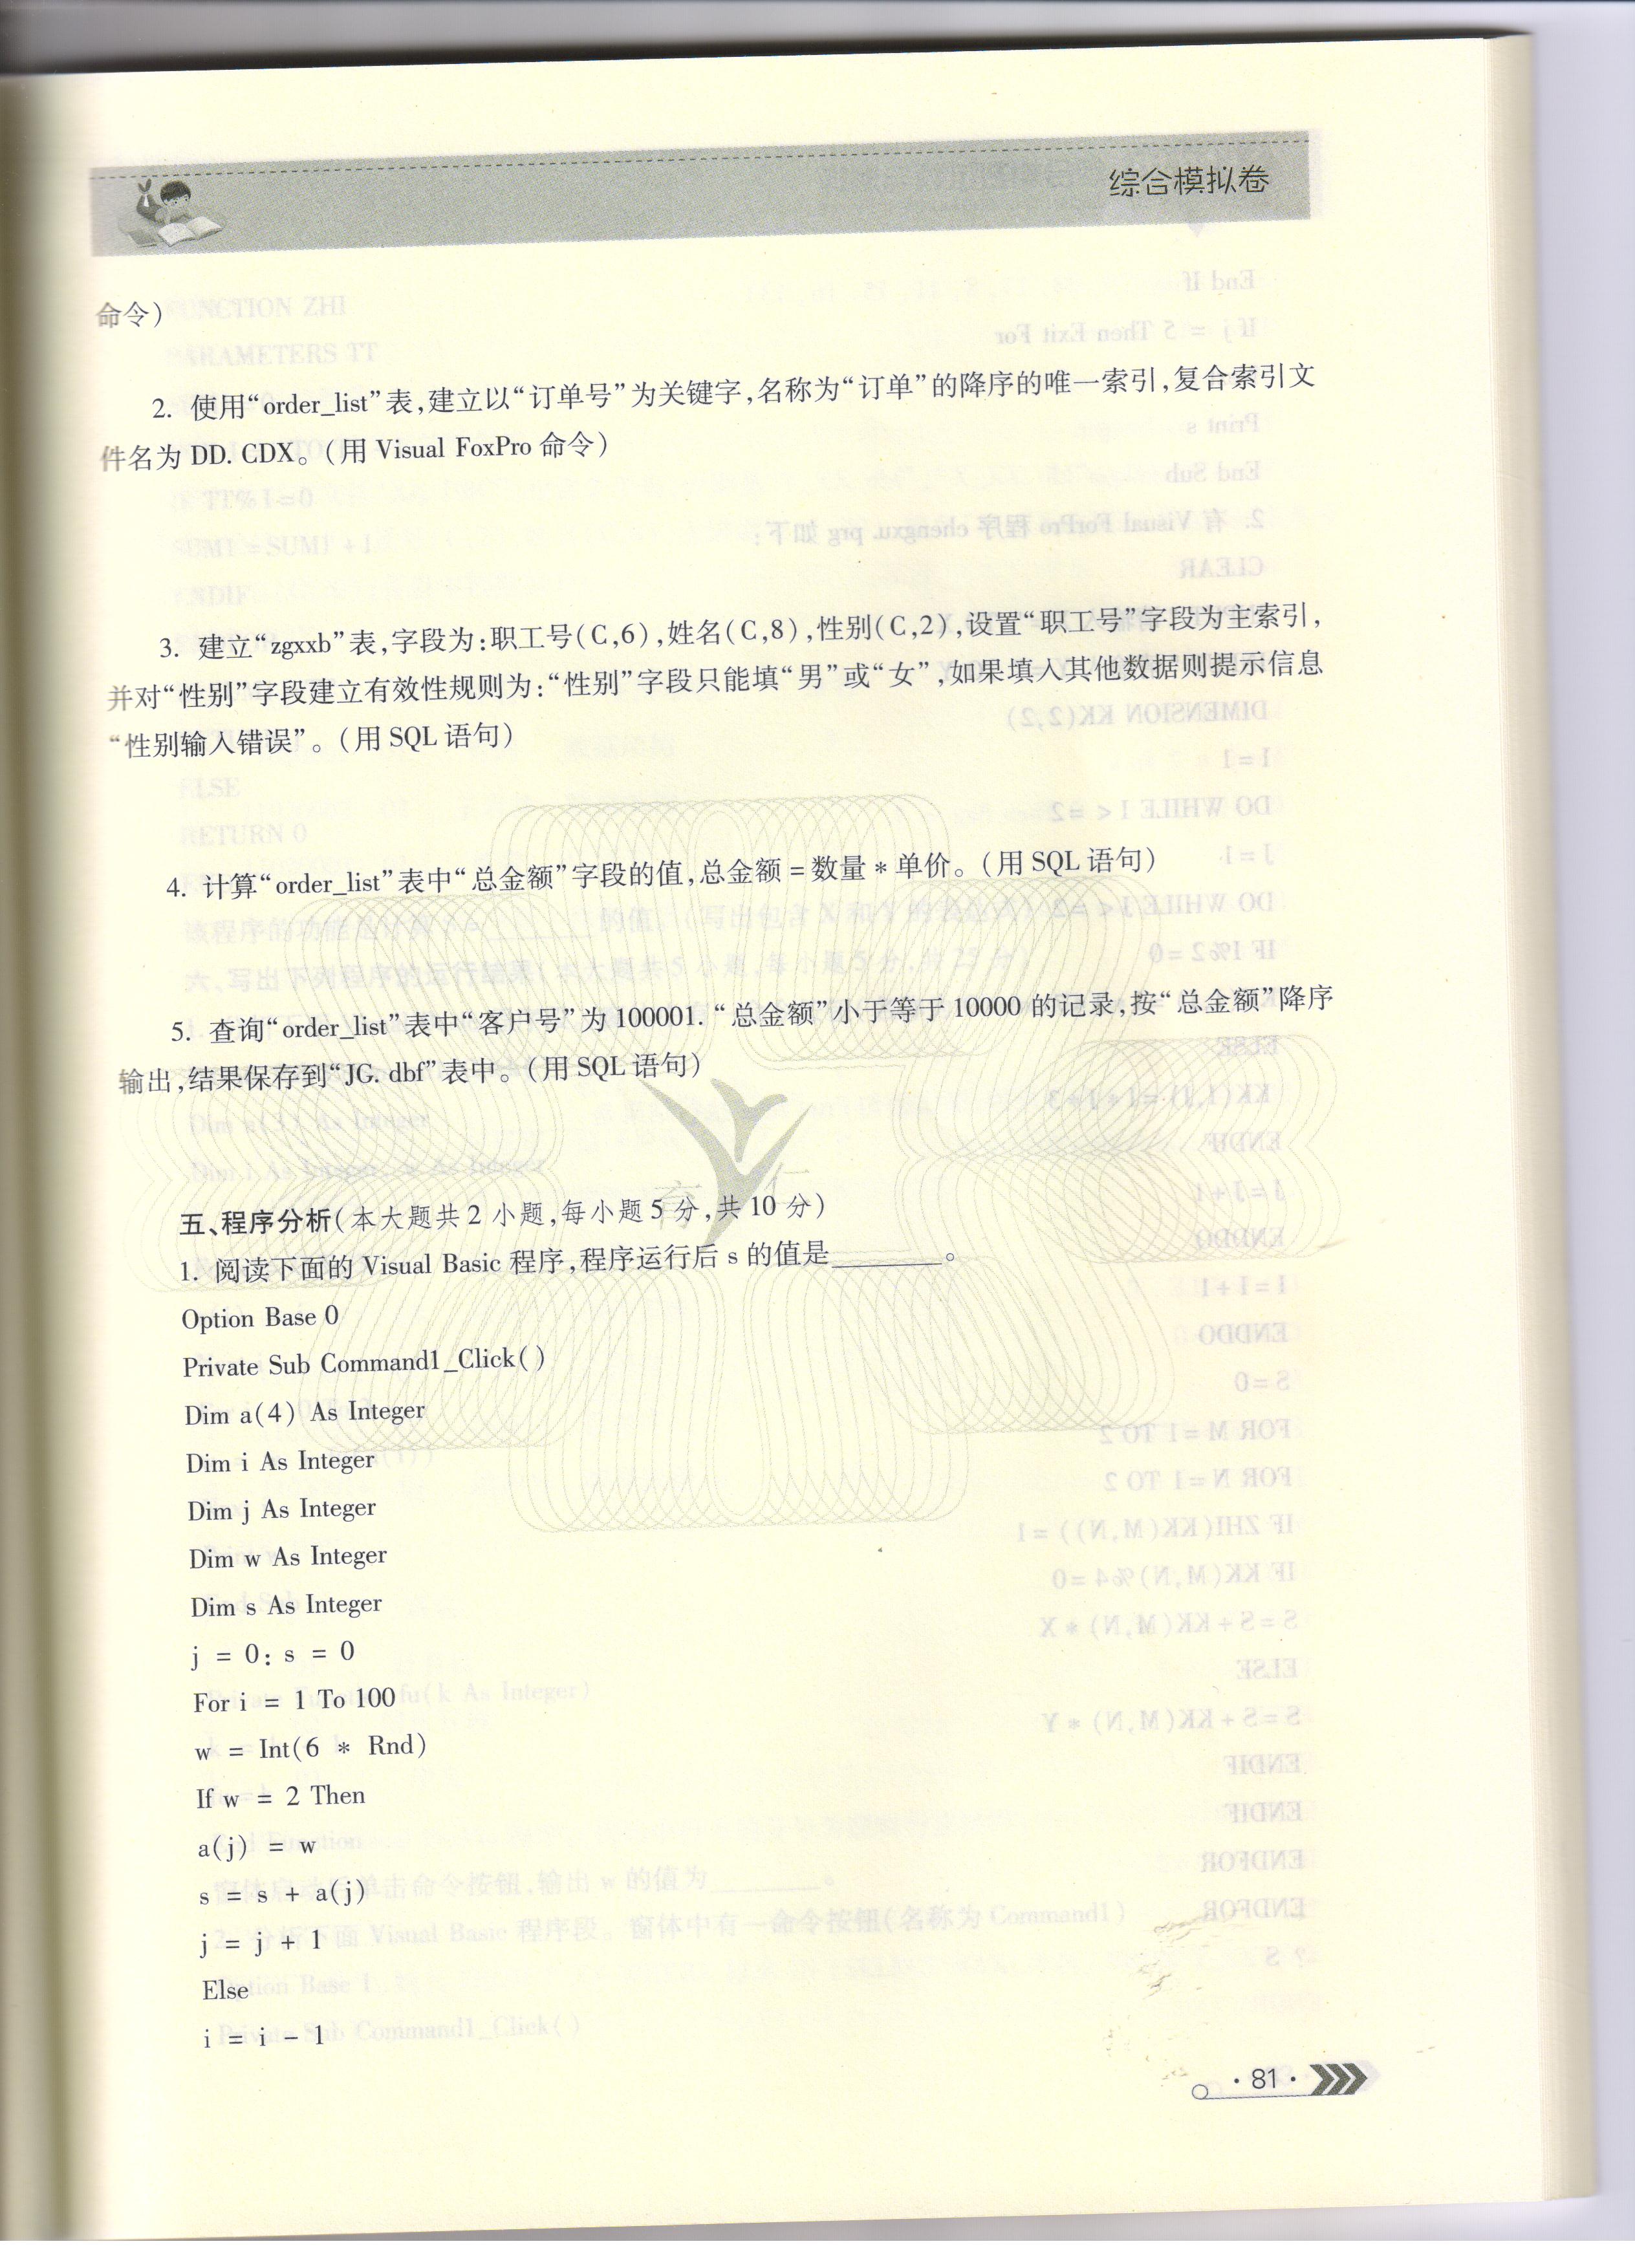 综合模拟卷
命令)
2. 使用“order_list”表,建立以“订单号”为关键字,名称为“订单”的降序的唯一索引,复合索引文
件名为 DD. CDX。(用 Visual FoxPro 命令)
3. 建立“zgxxb”表,字段为:职工号(C,6),姓名(C,8),性别(C,2),设置“职工号”字段为主索引,
并对“性别”字段建立有效性规则为:“性别”字段只能填“男”或“女”,如果填入其他数据则提示信息
“性别输入错误”。(用 SQL 语句)
4. 计算“order_list”表中“总金额”字段的值,总金额 = 数量 * 单价。(用 SQL 语句)
5. 查询“order_list”表中“客户号”为 100001. “总金额”小于等于 10000 的记录,按“总金额”降序
输出,结果保存到“JG. dbf”表中。(用 SQL 语句)
五、程序分析(本大题共 2 小题,每小题 5 分,共 10 分)
1. 阅读下面的 Visual Basic 程序,程序运行后 s 的值是________。
Option Base 0
Private Sub Command1_Click( )
Dim a(4) As Integer
Dim i As Integer
Dim j As Integer
Dim w As Integer
Dim s As Integer
j = 0: s = 0
For i = 1 To 100
w = Int(6 * Rnd)
If w = 2 Then
a(j) = w
s = s + a(j)
j = j + 1
Else
i = i - 1
· 81 ·